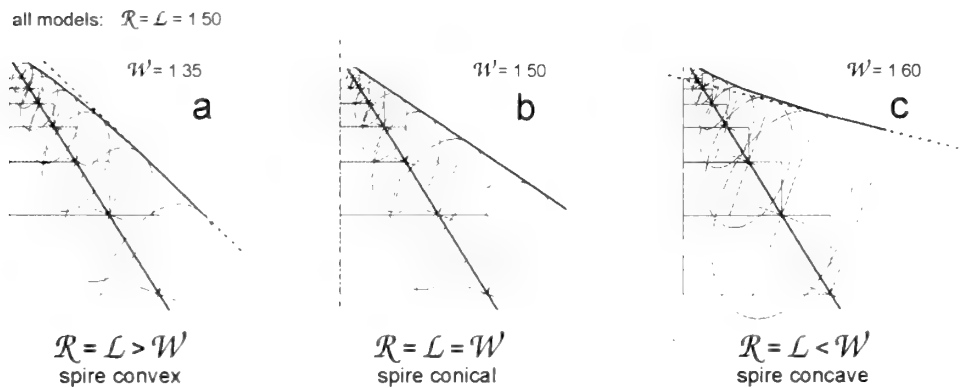 all models: ℛ = ℒ = 1 50
𝒲 = 1 35
a
𝒲 = 1 50
b
𝒲 = 1 60
c
ℛ = ℒ > 𝒲
spire convex
ℛ = ℒ = 𝒲
spire conical
ℛ = ℒ < 𝒲
spire concave